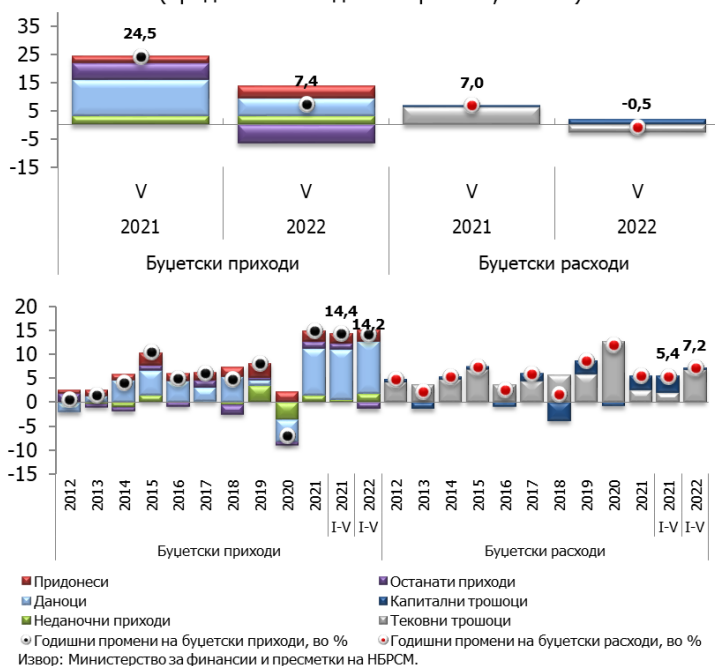 35
25
15
5
-5
-15
24,5
7,4
7,0
-0,5
V
V
V
V
2021
2022
2021
2022
Буџетски приходи
Буџетски расходи
20
15
10
5
0
-5
-10
-15
14,4
14,2
5,4
7,2
2012
2013
2014
2015
2016
2017
2018
2019
2020
2021
2021
2022
2012
2013
2014
2015
2016
2017
2018
2019
2020
2021
2021
2022
I-V
I-V
I-V
I-V
Буџетски приходи
Буџетски расходи
Придонеси
Останати приходи
Даноци
Капитални трошоци
Неданочни приходи
Тековни трошоци
Годишни промени на буџетски приходи, во %
Годишни промени на буџетски расходи, во %
Извор: Министерство за финансии и пресметки на НБРСМ.